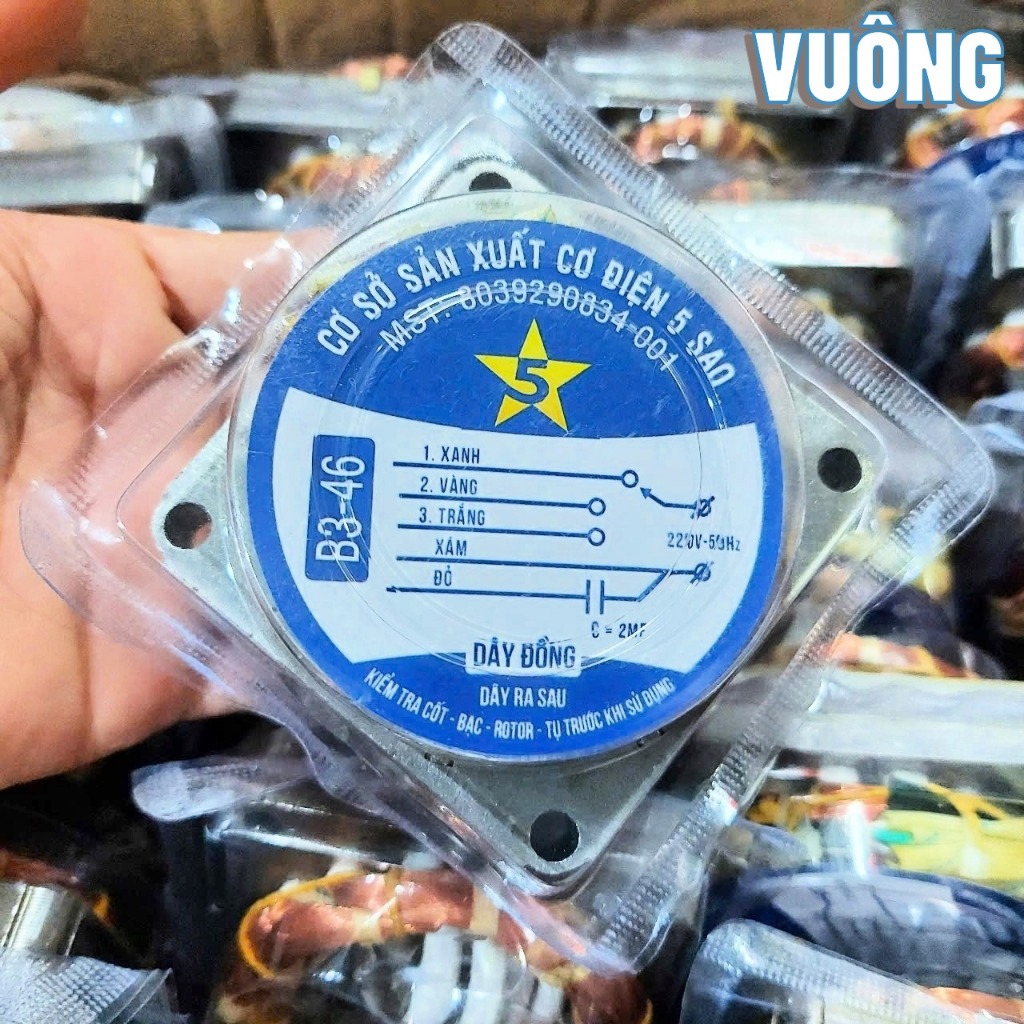 VUÔNG
CƠ SỞ SẢN XUẤT CƠ ĐIỆN 5 SAO
MST: 8039290834-001
5
B3-46
1. XANH
2. VÀNG
3. TRẮNG
XÁM
ĐỎ
220V-50Hz
C = 2MF
DÂY ĐỒNG
DÂY RA SAU
KIỂM TRA CỐT - BẠC - ROTOR - TỤ TRƯỚC KHI SỬ DỤNG